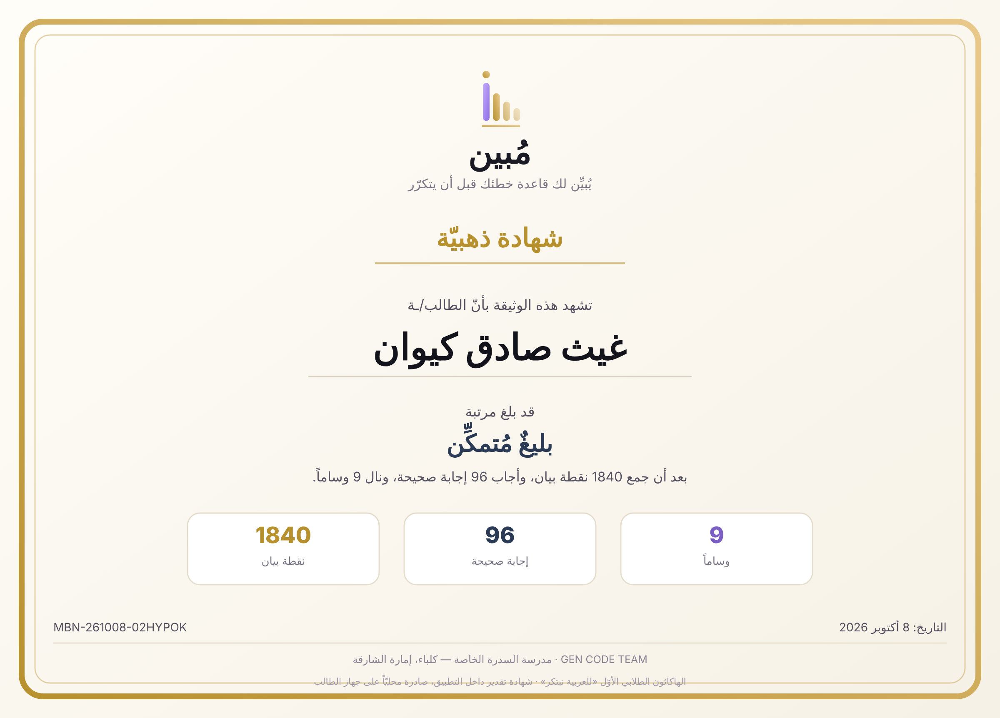 مُبين
يُبيِّن لك قاعدة خطئك قبل أن يتكرّر
شهادة ذهبيّة
تشهد هذه الوثيقة بأنّ الطالب/ـة
غيث صادق كيوان
قد بلغ مرتبة
بليغٌ مُتمكِّن
بعد أن جمع 1840 نقطة بيان، وأجاب 96 إجابة صحيحة، ونال 9 وساماً.
9
وساماً
96
إجابة صحيحة
1840
نقطة بيان
التاريخ: 8 أكتوبر 2026
MBN-261008-02HYPOK
GEN CODE TEAM · مدرسة السدرة الخاصة — كلباء، إمارة الشارقة
الهاكاثون الطلابي الأوّل «للعربية نبتكر» · شهادة تقدير داخل التطبيق، صادرة محليّاً على جهاز الطالب